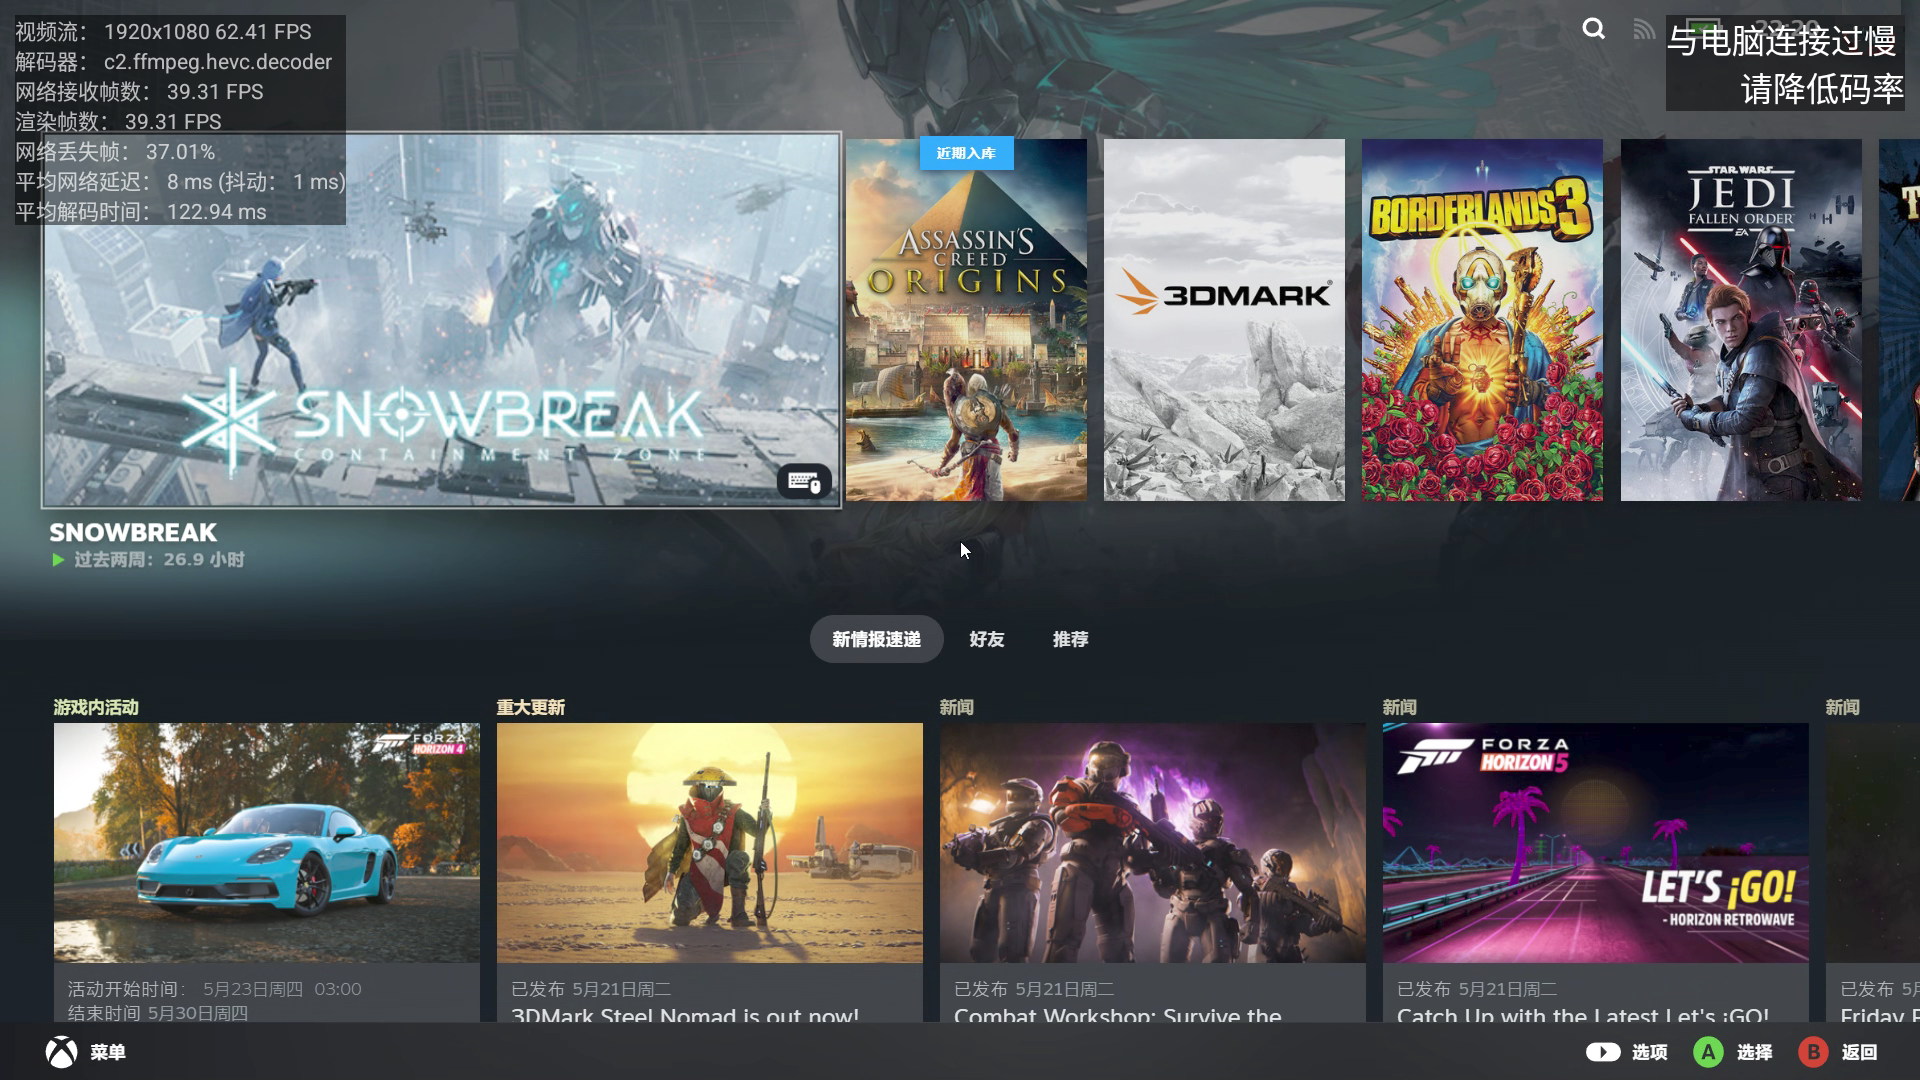 视频流： 1920x1080 62.41 FPS
解码器： c2.ffmpeg.hevc.decoder
网络接收帧数： 39.31 FPS
渲染帧数： 39.31 FPS
网络丢失帧： 37.01%
平均网络延迟： 8 ms (抖动： 1 ms)
平均解码时间： 122.94 ms
与电脑连接过慢
请降低码率
SNOWBREAK
CONTAINMENT ZONE
近期入库
ASSASSIN'S
CREED
ORIGINS
3DMARK
BORDERLANDS 3
STAR WARS
JEDI
FALLEN ORDER
EA
SNOWBREAK
过去两周：26.9 小时
新情报速递
好友
推荐
游戏内活动
重大更新
新闻
新闻
新闻
FORZA
HORIZON 4
FORZA
HORIZON 5
LET'S ¡GO!
- HORIZON RETROWAVE
活动开始时间： 5月23日周四 03:00
结束时间 5月30日周四
已发布 5月21日周二
3DMark Steel Nomad is out now!
已发布 5月21日周二
Combat Workshop: Survive the
已发布 5月21日周二
Catch Up with the Latest Let's ¡GO!
已发布
Friday
菜单
选项
A 选择
B 返回